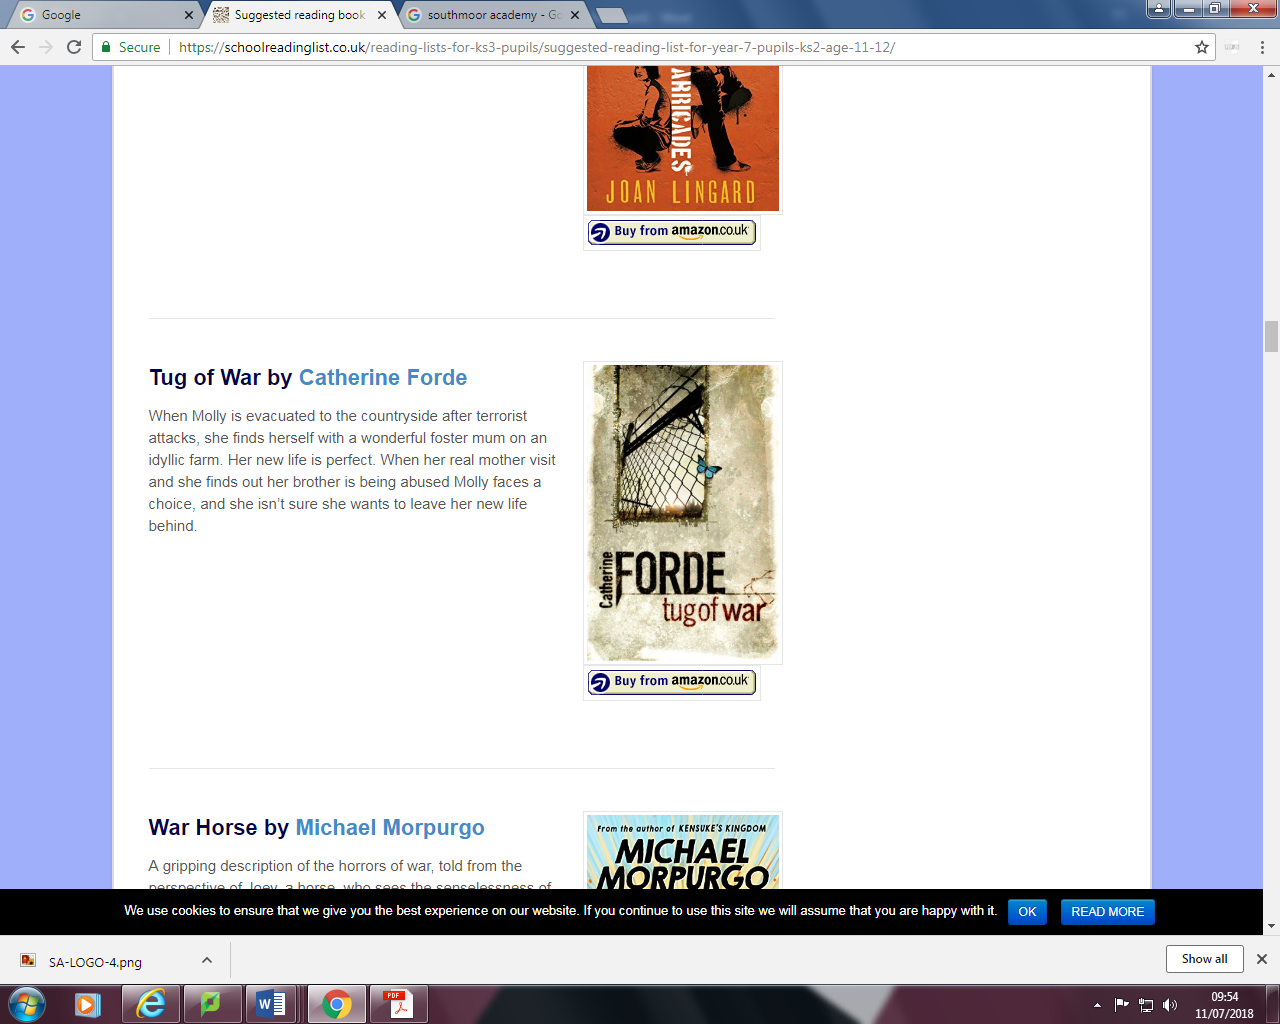 Google
Suggested reading book
southmoor academy - Go
Secure
https://schoolreadinglist.co.uk/reading-lists-for-ks3-pupils/suggested-reading-list-for-year-7-pupils-ks2-age-11-12/
ARRICADES
JOAN LINGARD
Buy from amazon.co.uk
Tug of War by Catherine Forde
When Molly is evacuated to the countryside after terrorist
attacks, she finds herself with a wonderful foster mum on an
idyllic farm. Her new life is perfect. When her real mother visit
and she finds out her brother is being abused Molly faces a
choice, and she isn't sure she wants to leave her new life
behind.
Catherine
FORDE
tug of war
Buy from amazon.co.uk
War Horse by Michael Morpurgo
A gripping description of the horrors of war, told from the
perspective of Joey, a horse, who sees the senselessness of
From the author of KENSUKE'S KINGDOM
MICHAEL
MORPURGO
We use cookies to ensure that we give you the best experience on our website. If you continue to use this site we will assume that you are happy with it.
OK
READ MORE
SA-LOGO-4.png
Show all
PDF
09:54
11/07/2018